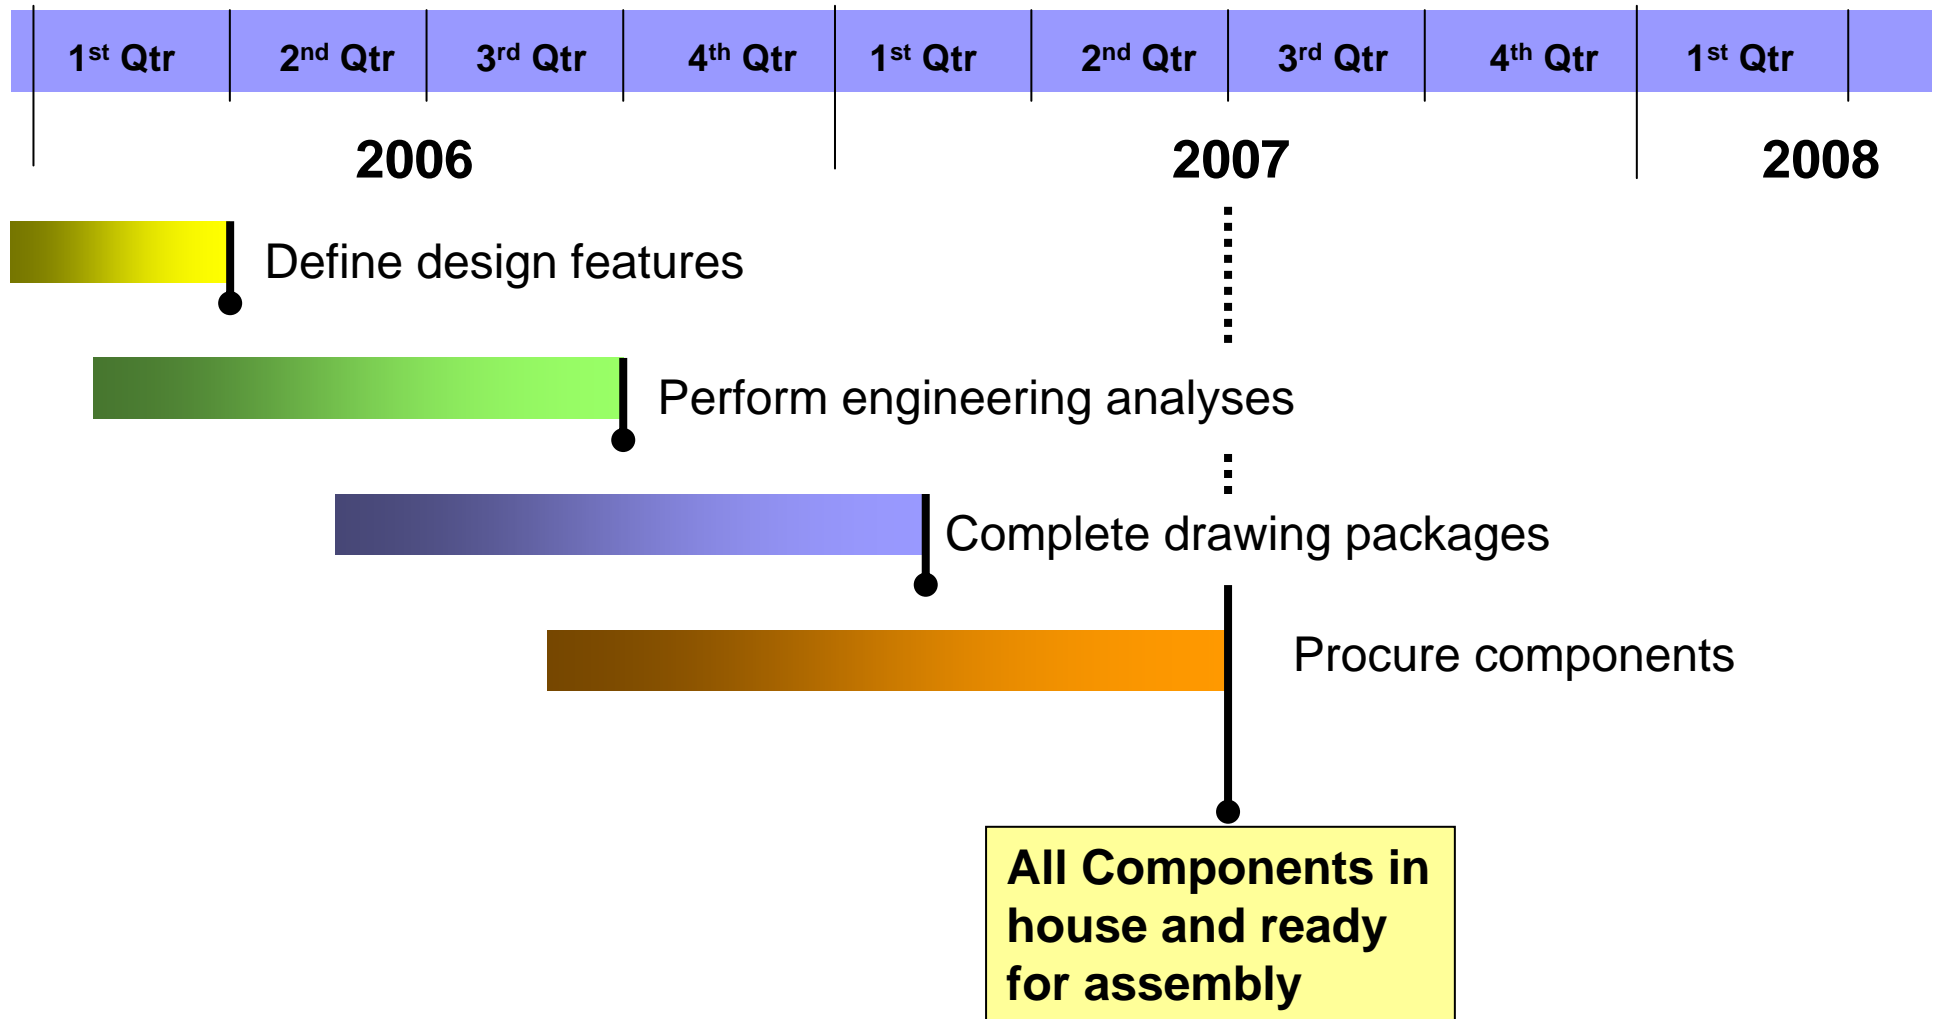 1st Qtr 2nd Qtr 3rd Qtr 4th Qtr 1st Qtr 2nd Qtr 3rd Qtr 4th Qtr 1st Qtr
2006 2007 2008
Define design features
Perform engineering analyses
Complete drawing packages
Procure components
All Components in
house and ready
for assembly